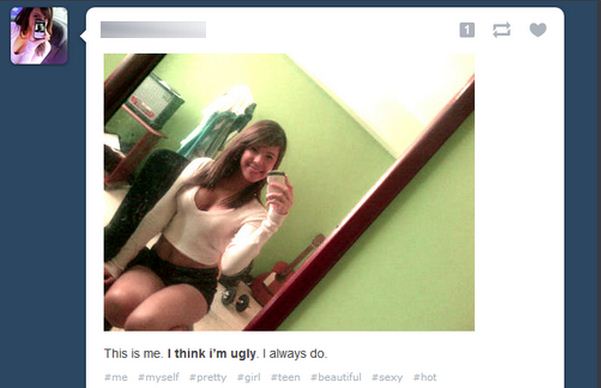 1
This is me. I think i'm ugly. I always do.
#me #myself #pretty #girl #teen #beautiful #sexy #hot